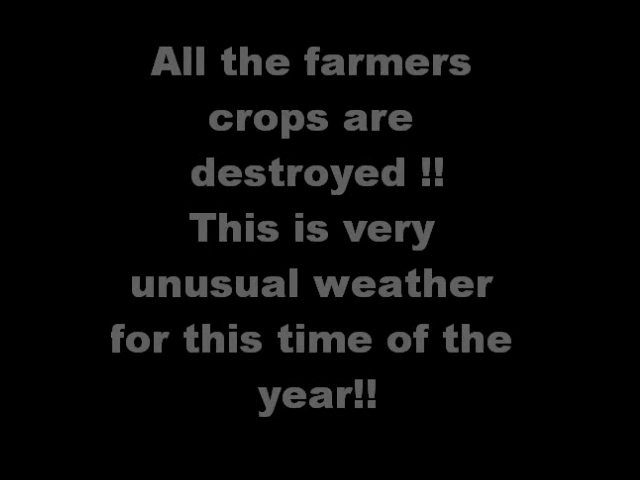 All the farmers
crops are
destroyed !!
This is very
unusual weather
for this time of the
year!!